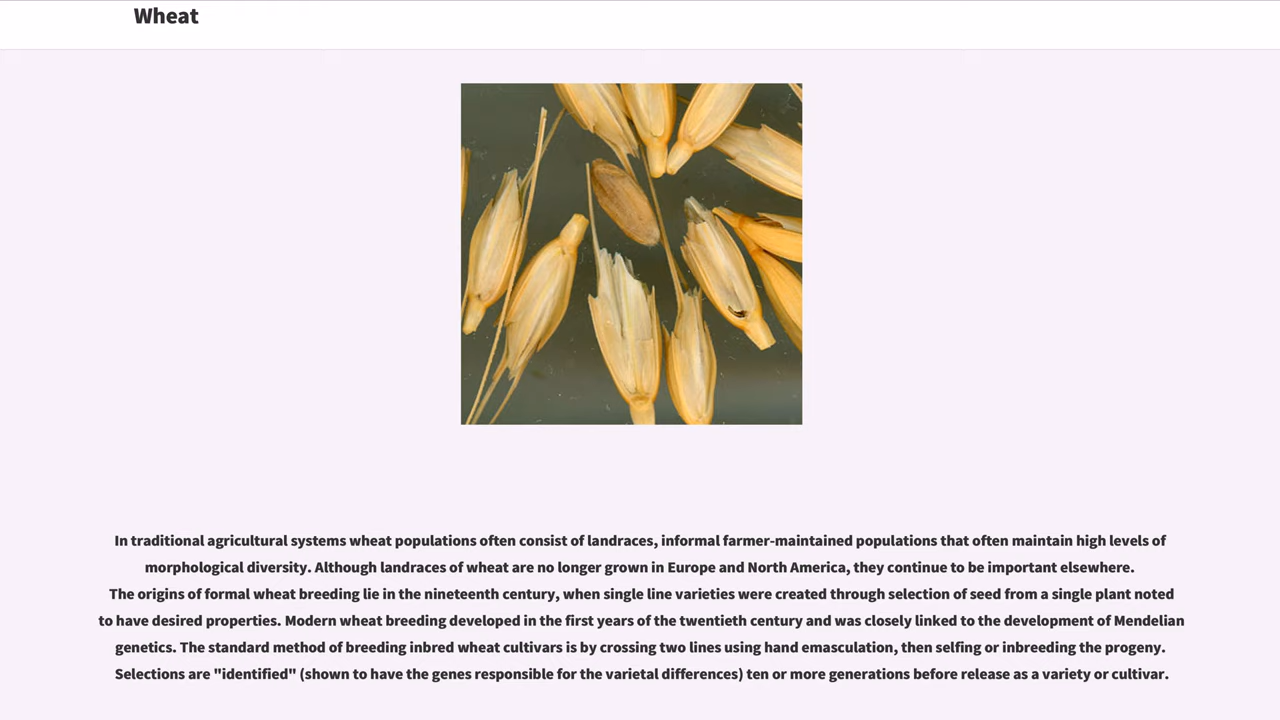 Wheat
In traditional agricultural systems wheat populations often consist of landraces, informal farmer-maintained populations that often maintain high levels of
morphological diversity. Although landraces of wheat are no longer grown in Europe and North America, they continue to be important elsewhere.
The origins of formal wheat breeding lie in the nineteenth century, when single line varieties were created through selection of seed from a single plant noted
to have desired properties. Modern wheat breeding developed in the first years of the twentieth century and was closely linked to the development of Mendelian
genetics. The standard method of breeding inbred wheat cultivars is by crossing two lines using hand emasculation, then selfing or inbreeding the progeny.
Selections are "identified" (shown to have the genes responsible for the varietal differences) ten or more generations before release as a variety or cultivar.